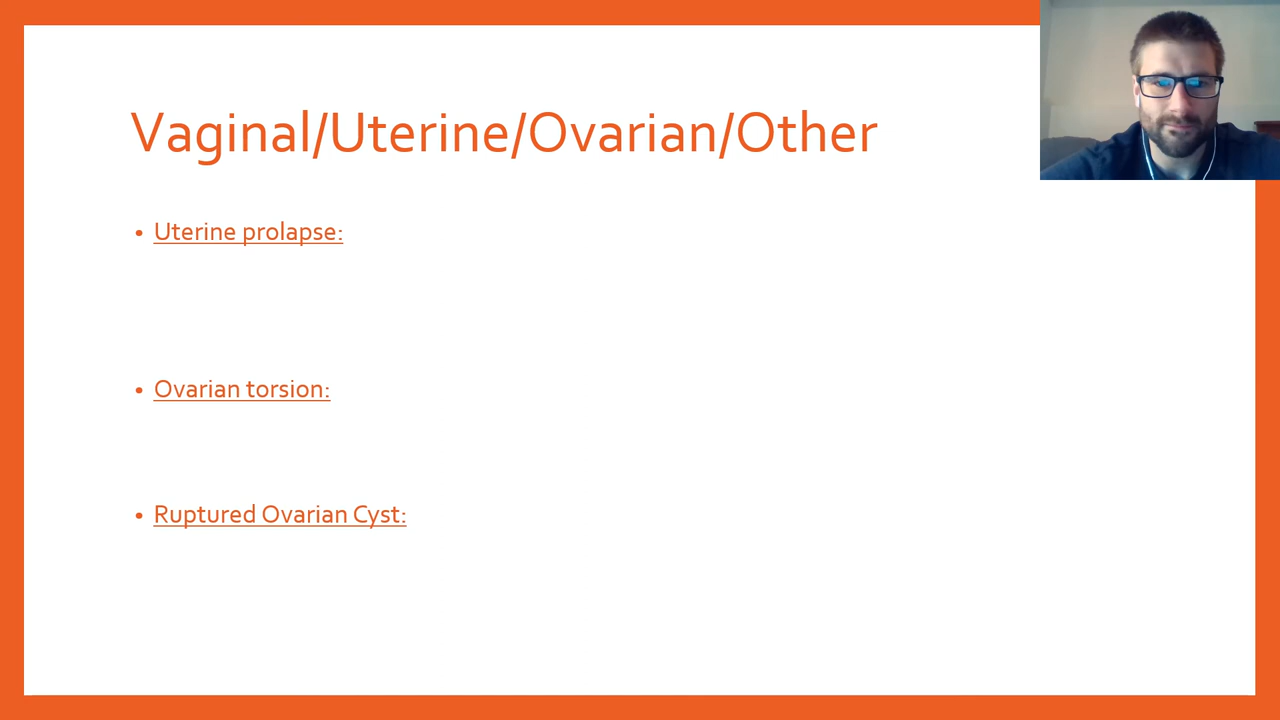 Vaginal/Uterine/Ovarian/Other
• Uterine prolapse:
• Ovarian torsion:
• Ruptured Ovarian Cyst: